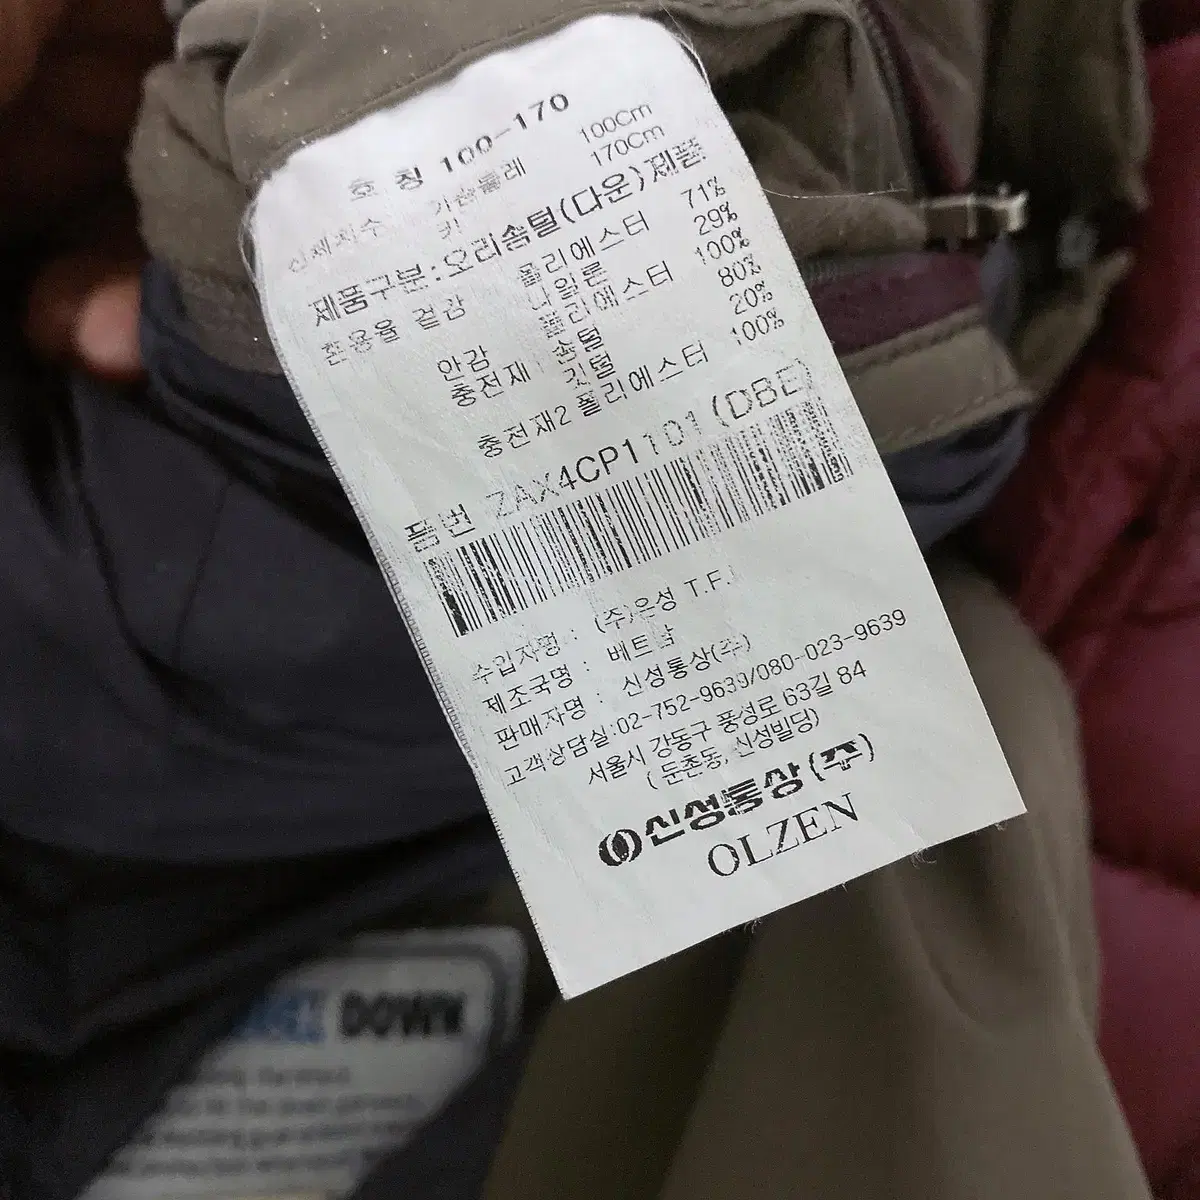 호 칭 100-170
신체치수 가슴둘레 100Cm
키 170Cm
제품구분:오리솜털(다운)제품
혼용율 겉감 폴리에스터 71%
나일론 29%
안감 폴리에스터 100%
충전재 솜털 80%
깃털 20%
충전재2 폴리에스터 100%
품번 ZAX4CP1101 (DBE)
수입자명 : (주)은성 T.F.
제조국명 : 베트남
판매자명 : 신성통상(주)
고객상담실:02-752-9639/080-023-9639
서울시 강동구 풍성로 63길 84
(둔촌동, 신성빌딩)
신성통상(주)
OLZEN
DOWN